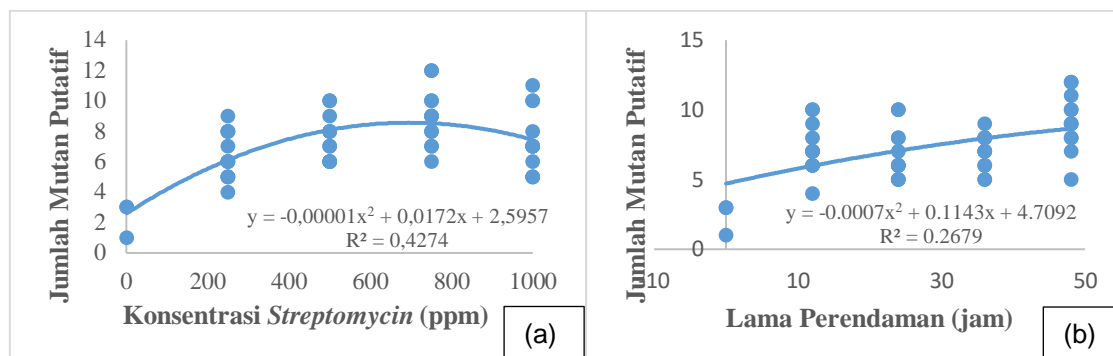 Jumlah Mutan Putatif
14
12
10
8
6
4
2
0
y = -0,00001x² + 0,0172x + 2,5957
R² = 0,4274
0 200 400 600 800 1000
Konsentrasi Streptomycin (ppm)
(a)
Jumlah Mutan Putatif
15
10
5
0
y = -0.0007x² + 0.1143x + 4.7092
R² = 0.2679
10 10 30 50
Lama Perendaman (jam)
(b)